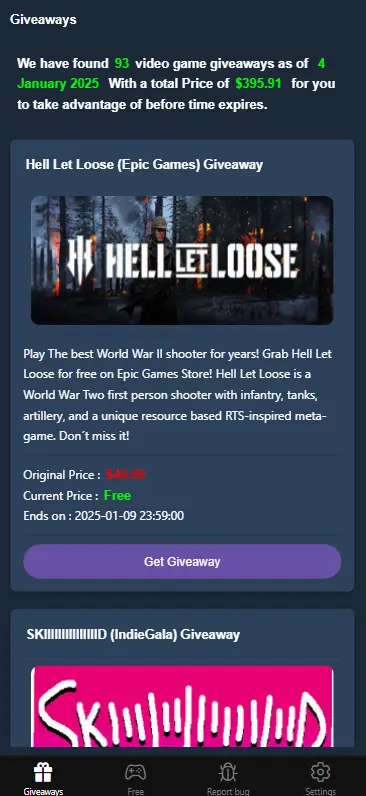 Giveaways
We have found 93 video game giveaways as of 4
January 2025 With a total Price of $395.91 for you
to take advantage of before time expires.
Hell Let Loose (Epic Games) Giveaway
HELL LET LOOSE
Play The best World War II shooter for years! Grab Hell Let
Loose for free on Epic Games Store! Hell Let Loose is a
World War Two first person shooter with infantry, tanks,
artillery, and a unique resource based RTS-inspired meta-
game. Don´t miss it!
Original Price : $49.99
Current Price : Free
Ends on : 2025-01-09 23:59:00
Get Giveaway
(IndieGala) Giveaway
Giveaways
Free
Report bug
Settings